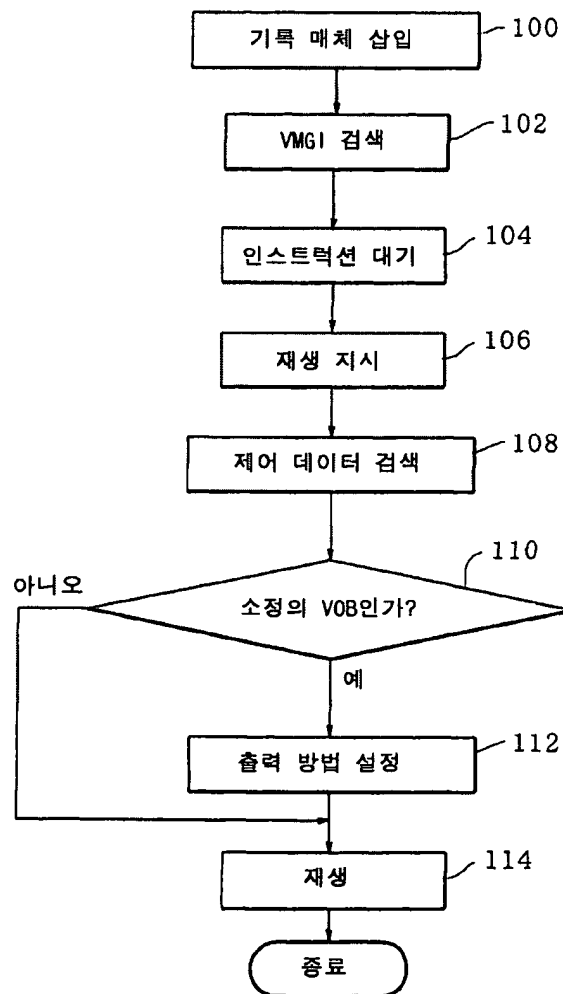 기록 매체 삽입
100
VMGI 검색
102
인스트럭션 대기
104
재생 지시
106
제어 데이터 검색
108
110
아니오
소정의 VOB인가?
예
출력 방법 설정
112
재생
114
종료